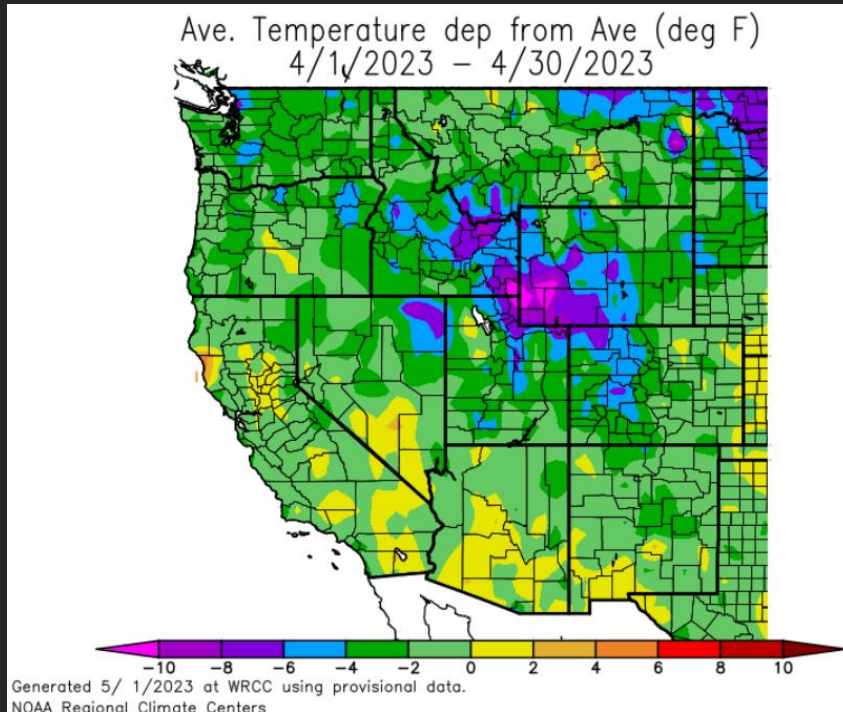 Ave. Temperature dep from Ave (deg F)
4/1/2023 – 4/30/2023
-10 -8 -6 -4 -2 0 2 4 6 8 10
Generated 5/ 1/2023 at WRCC using provisional data.
NOAA Regional Climate Centers